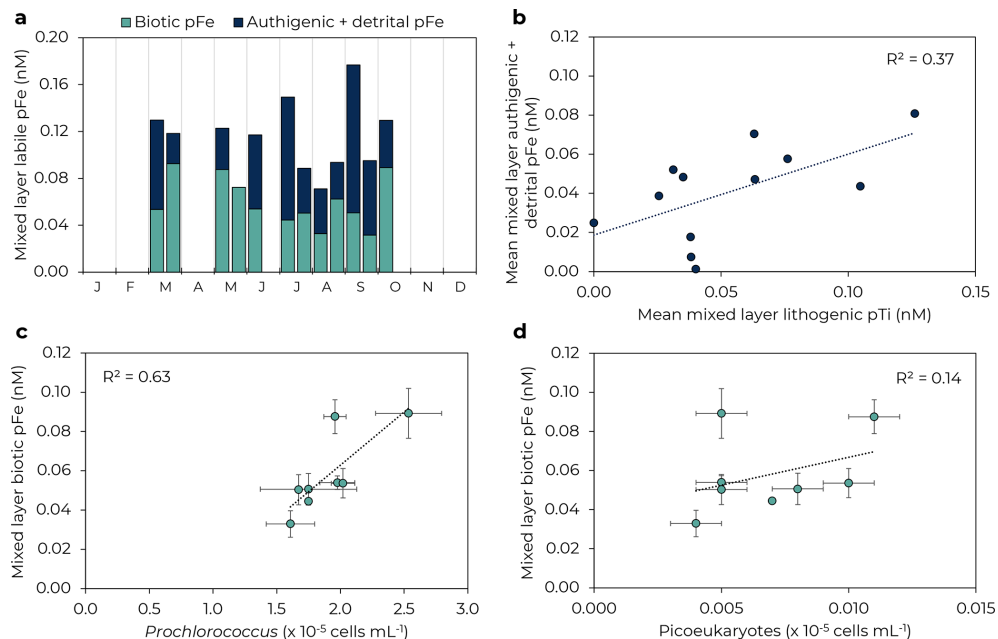 a
Biotic pFe
Authigenic + detrital pFe
Mixed layer labile pFe (nM)
0.20
0.16
0.12
0.08
0.04
0.00
J F M A M J J A S O N D
b
Mean mixed layer authigenic +
detrital pFe (nM)
0.12
0.10
0.08
0.06
0.04
0.02
0.00
R² = 0.37
0.00 0.05 0.10 0.15
Mean mixed layer lithogenic pTi (nM)
c
Mixed layer biotic pFe (nM)
0.12
0.10
0.08
0.06
0.04
0.02
0.00
R² = 0.63
0.0 0.5 1.0 1.5 2.0 2.5 3.0
Prochlorococcus (x 10⁻⁵ cells mL⁻¹)
d
Mixed layer biotic pFe (nM)
0.12
0.10
0.08
0.06
0.04
0.02
0.00
R² = 0.14
0.000 0.005 0.010 0.015
Picoeukaryotes (x 10⁻⁵ cells mL⁻¹)